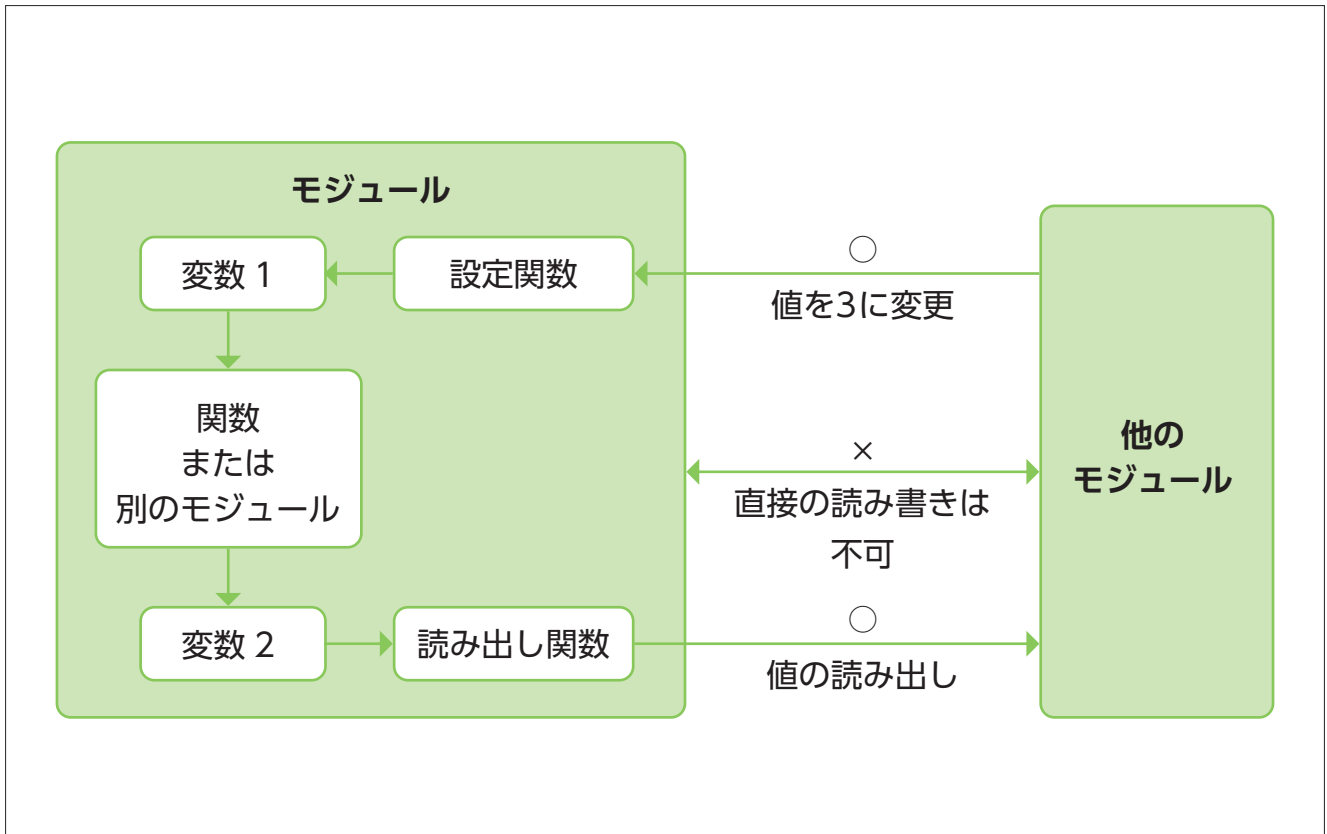 モジュール
変数 1
設定関数
○
値を3に変更
関数
または
別のモジュール
×
直接の読み書きは
不可
他の
モジュール
変数 2
読み出し関数
○
値の読み出し